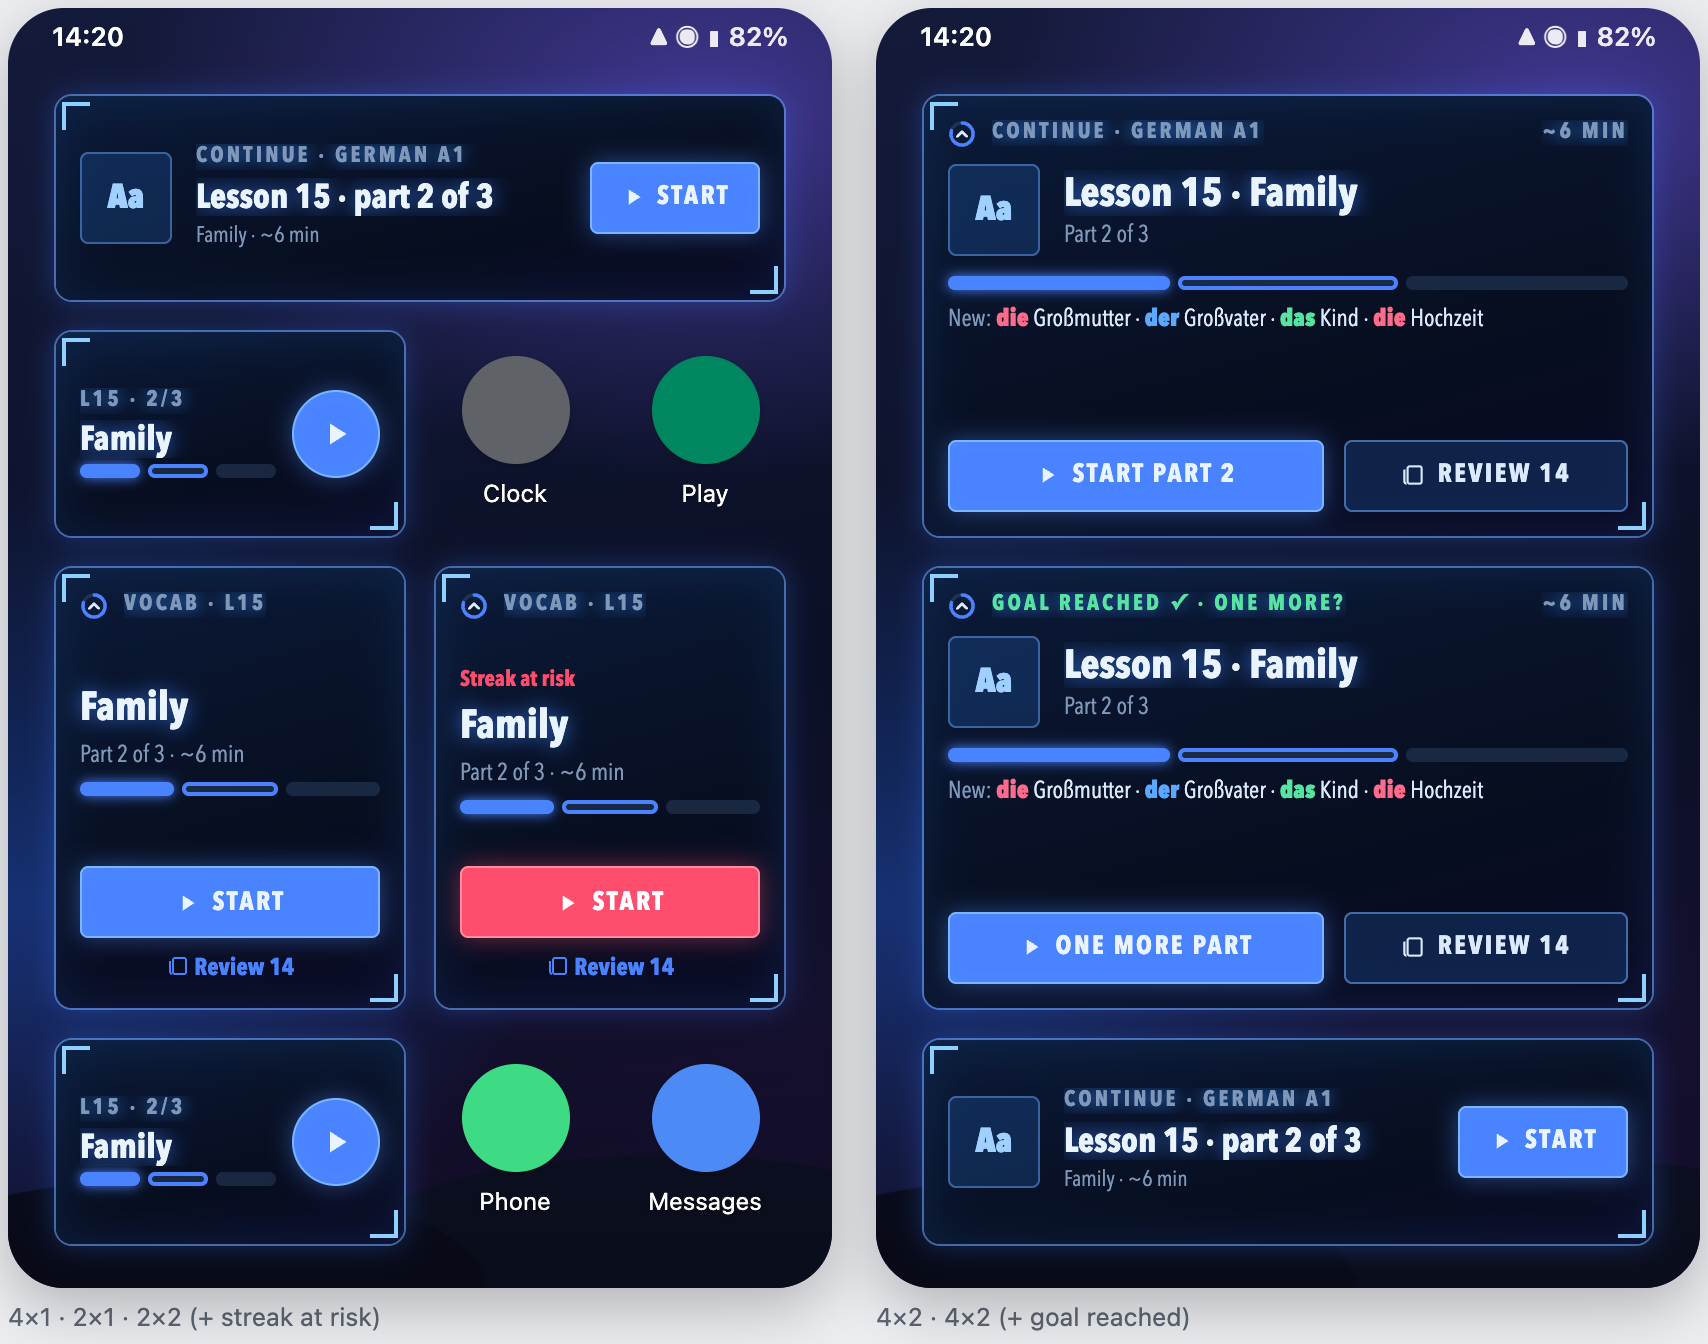 14:20
82%
CONTINUE · GERMAN A1
Aa
Lesson 15 · part 2 of 3
Family · ~6 min
START
L15 · 2/3
Family
Clock
Play
VOCAB · L15
Family
Part 2 of 3 · ~6 min
START
Review 14
VOCAB · L15
Streak at risk
Family
Part 2 of 3 · ~6 min
START
Review 14
L15 · 2/3
Family
Phone
Messages
4×1 · 2×1 · 2×2 (+ streak at risk)
14:20
82%
CONTINUE · GERMAN A1
~6 MIN
Aa
Lesson 15 · Family
Part 2 of 3
New: die Großmutter · der Großvater · das Kind · die Hochzeit
START PART 2
REVIEW 14
GOAL REACHED ✓ · ONE MORE?
~6 MIN
Aa
Lesson 15 · Family
Part 2 of 3
New: die Großmutter · der Großvater · das Kind · die Hochzeit
ONE MORE PART
REVIEW 14
CONTINUE · GERMAN A1
Aa
Lesson 15 · part 2 of 3
Family · ~6 min
START
4×2 · 4×2 (+ goal reached)